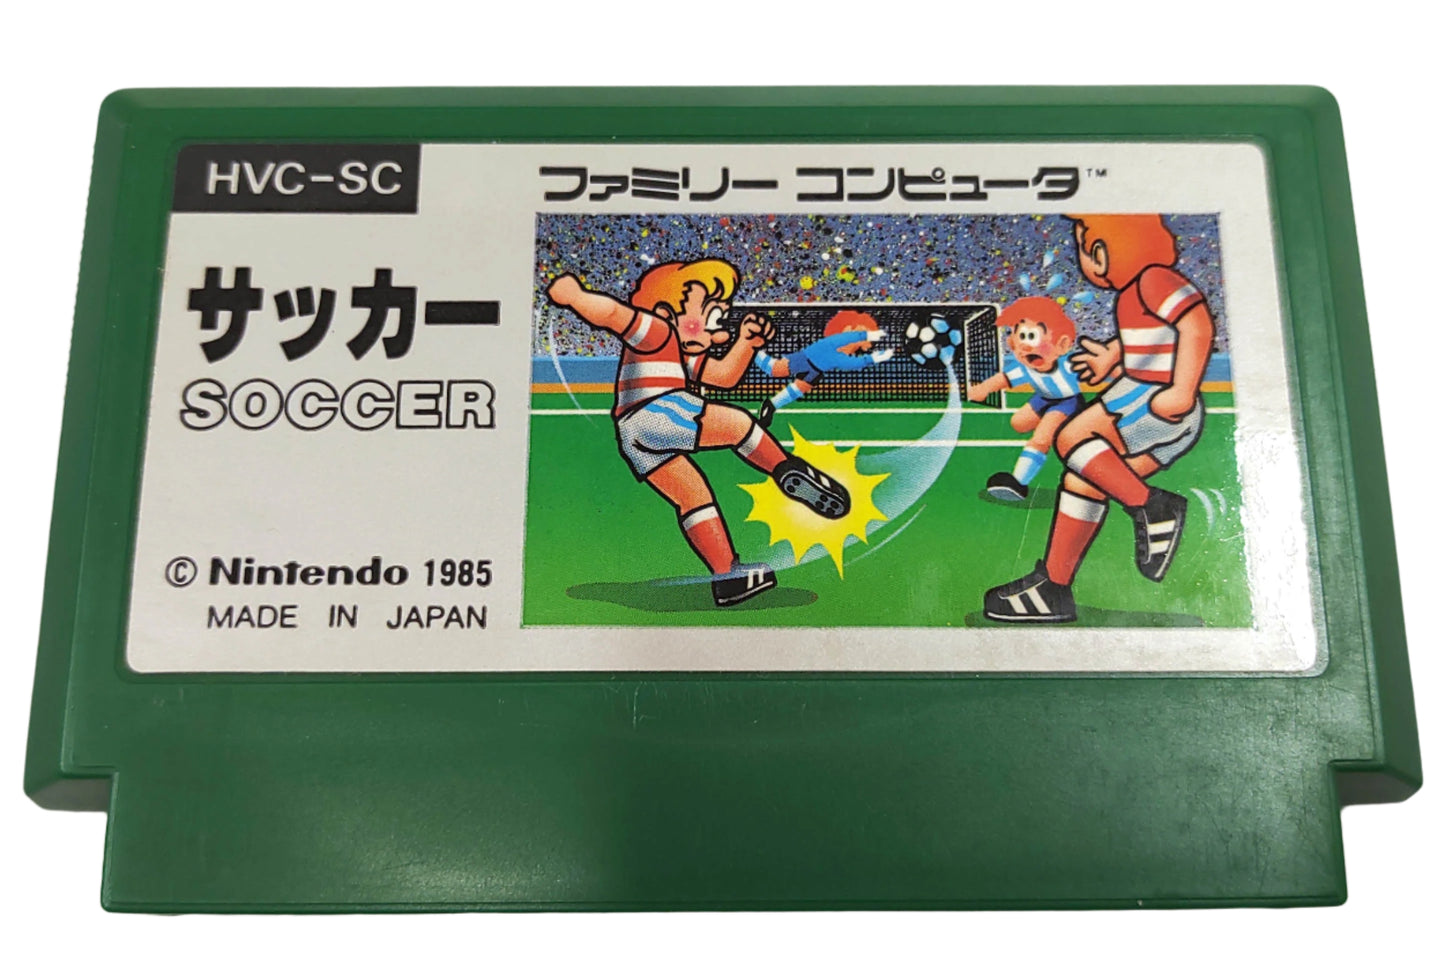 HVC-SC
ファミリー コンピュータ™
サッカー
SOCCER
© Nintendo 1985
MADE IN JAPAN